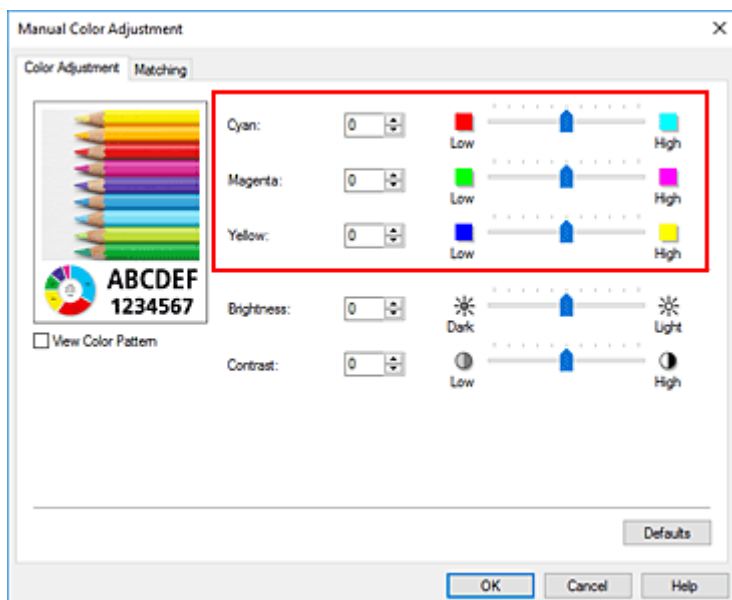 Manual Color Adjustment
Color Adjustment Matching
Cyan: 0 Low High
Magenta: 0 Low High
Yellow: 0 Low High
ABCDEF
1234567
Brightness: 0 Dark Light
View Color Pattern
Contrast: 0 Low High
Defaults
OK Cancel Help